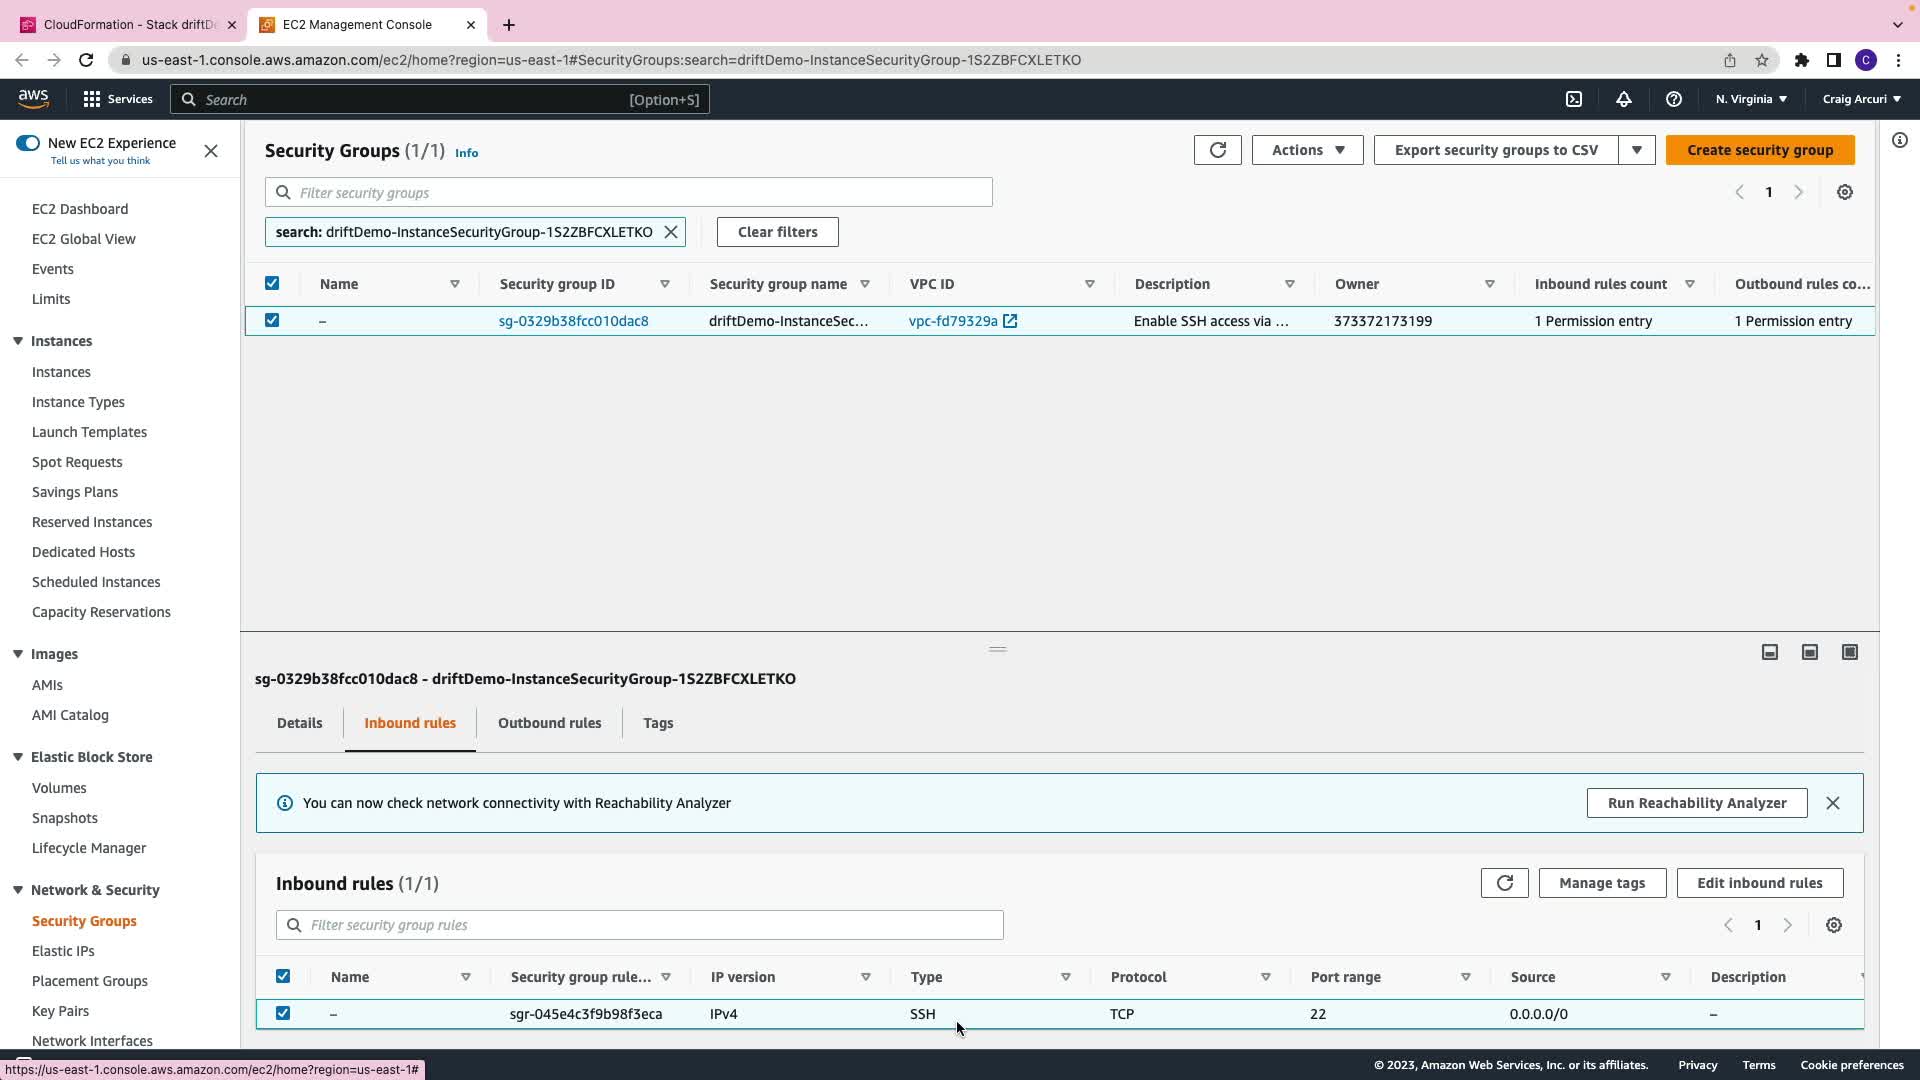 CloudFormation - Stack driftD
EC2 Management Console
us-east-1.console.aws.amazon.com/ec2/home?region=us-east-1#SecurityGroups:search=driftDemo-InstanceSecurityGroup-1S2ZBFCXLETKO
C
aws
Services
Search
[Option+S]
N. Virginia
Craig Arcuri
New EC2 Experience
Tell us what you think
EC2 Dashboard
EC2 Global View
Events
Limits
Instances
Instances
Instance Types
Launch Templates
Spot Requests
Savings Plans
Reserved Instances
Dedicated Hosts
Scheduled Instances
Capacity Reservations
Images
AMIs
AMI Catalog
Elastic Block Store
Volumes
Snapshots
Lifecycle Manager
Network & Security
Security Groups
Elastic IPs
Placement Groups
Key Pairs
Network Interfaces
Security Groups (1/1) Info
Actions
Export security groups to CSV
Create security group
Filter security groups
1
search: driftDemo-InstanceSecurityGroup-1S2ZBFCXLETKO
Clear filters
Name Security group ID Security group name VPC ID Description Owner Inbound rules count Outbound rules co...
– sg-0329b38fcc010dac8 driftDemo-InstanceSec... vpc-fd79329a Enable SSH access via ... 373372173199 1 Permission entry 1 Permission entry
sg-0329b38fcc010dac8 - driftDemo-InstanceSecurityGroup-1S2ZBFCXLETKO
Details
Inbound rules
Outbound rules
Tags
You can now check network connectivity with Reachability Analyzer
Run Reachability Analyzer
Inbound rules (1/1)
Manage tags
Edit inbound rules
Filter security group rules
1
Name Security group rule... IP version Type Protocol Port range Source Description
– sgr-045e4c3f9b98f3eca IPv4 SSH TCP 22 0.0.0.0/0 –
https://us-east-1.console.aws.amazon.com/ec2/home?region=us-east-1#
© 2023, Amazon Web Services, Inc. or its affiliates.
Privacy
Terms
Cookie preferences